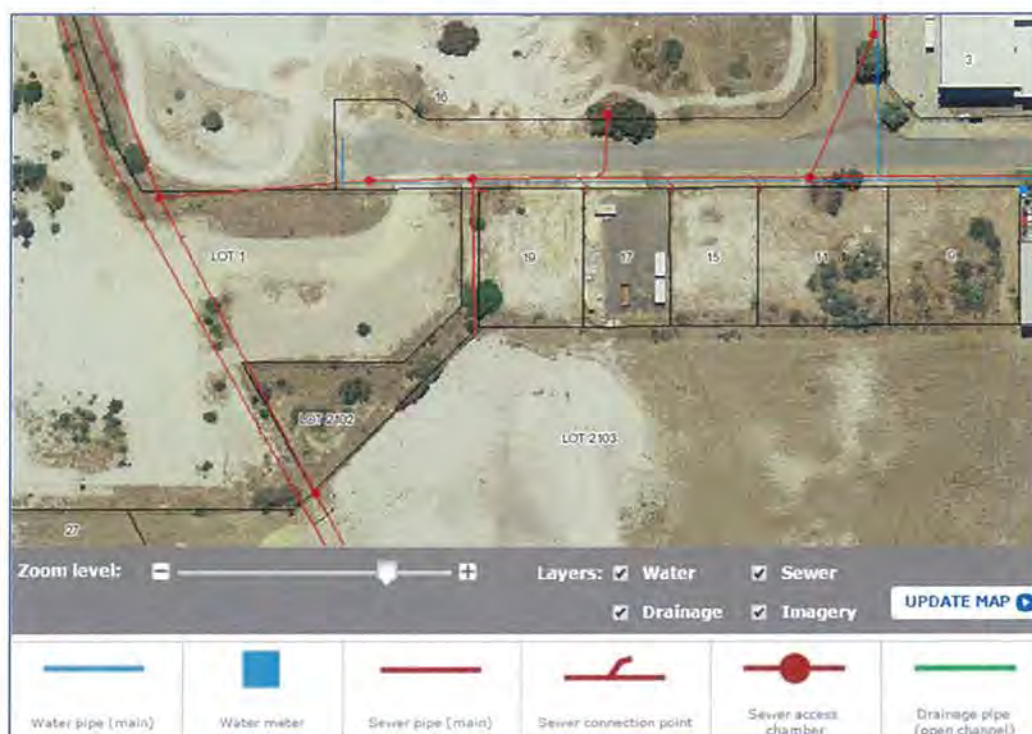 3
16
LOT 1
19
17
15
11
9
LOT 2102
LOT 2103
27
Zoom level:
Layers: Water Sewer
Drainage Imagery
UPDATE MAP
Water pipe (main)
Water meter
Sewer pipe (main)
Sewer connection point
Sewer access
chamber
Drainage pipe
(open channel)